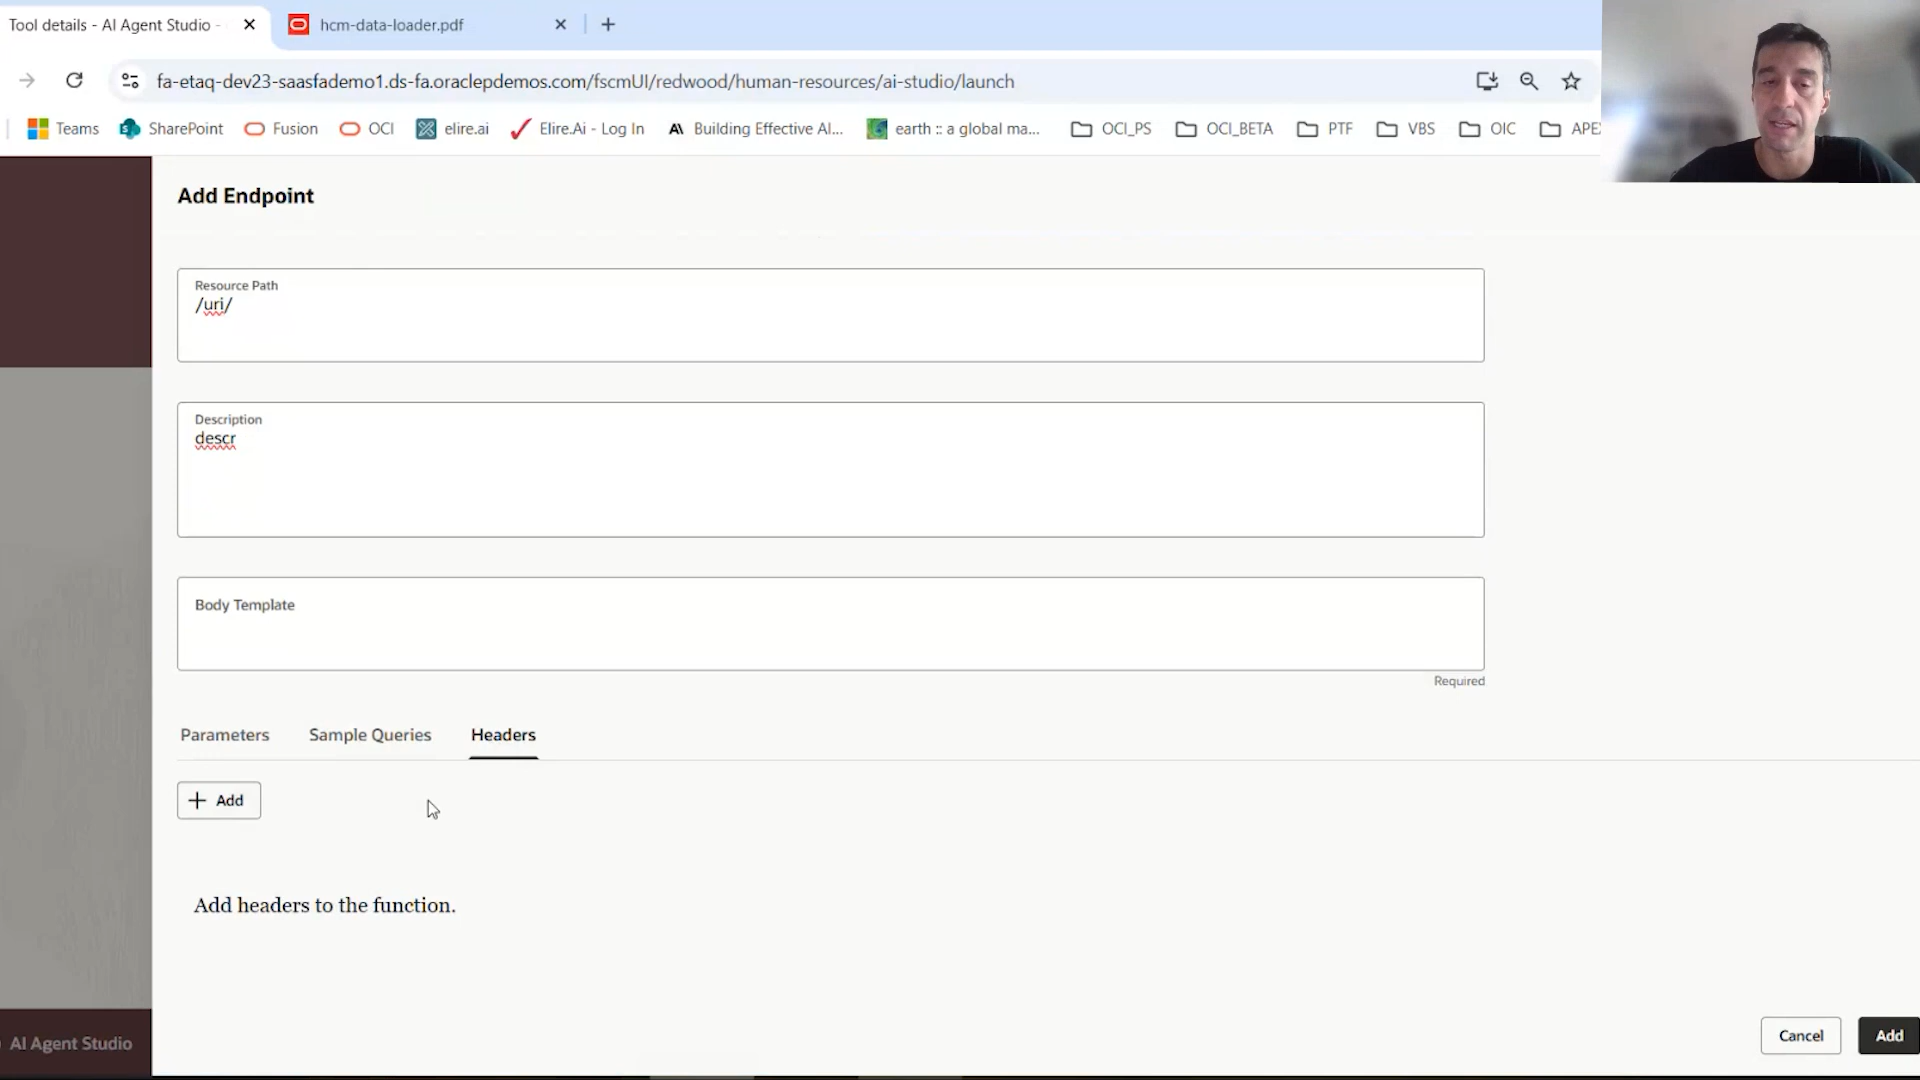 Tool details - AI Agent Studio -
hcm-data-loader.pdf
fa-etaq-dev23-saasfademo1.ds-fa.oraclepdemos.com/fscmUI/redwood/human-resources/ai-studio/launch
Teams SharePoint Fusion OCI elire.ai Elire.Ai - Log In Building Effective AI... earth :: a global ma... OCI_PS OCI_BETA PTF VBS OIC APEX
Add Endpoint
Resource Path
/uri/
Description
descr
Body Template
Required
Parameters Sample Queries Headers
+ Add
Add headers to the function.
Cancel Add
AI Agent Studio